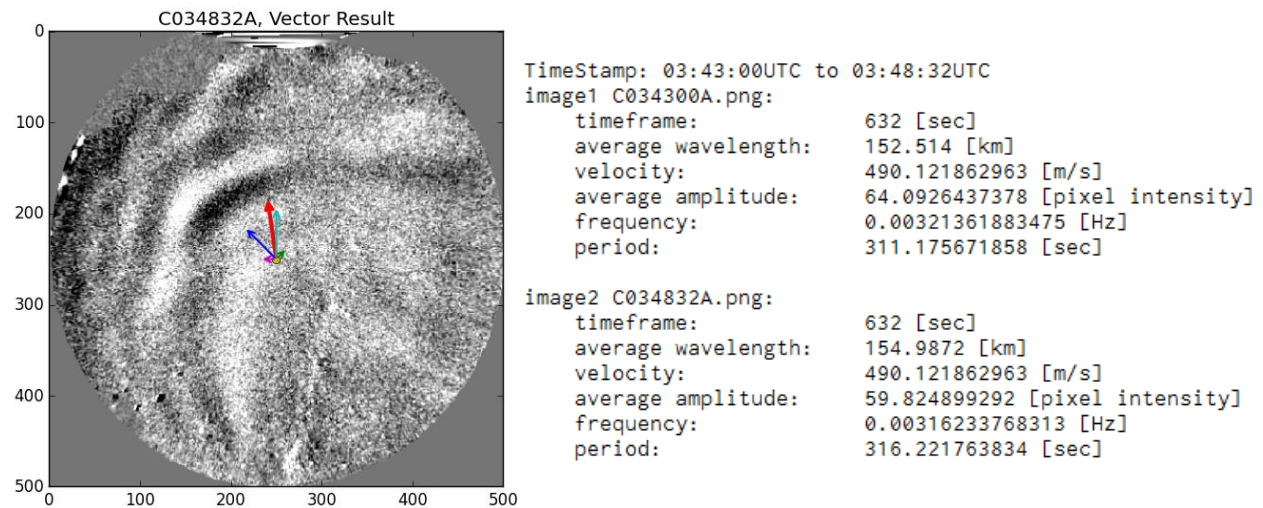 C034832A, Vector Result
0
100
200
300
400
500
0 100 200 300 400 500
TimeStamp: 03:43:00UTC to 03:48:32UTC
image1 C034300A.png:
timeframe: 632 [sec]
average wavelength: 152.514 [km]
velocity: 490.121862963 [m/s]
average amplitude: 64.0926437378 [pixel intensity]
frequency: 0.00321361883475 [Hz]
period: 311.175671858 [sec]
image2 C034832A.png:
timeframe: 632 [sec]
average wavelength: 154.9872 [km]
velocity: 490.121862963 [m/s]
average amplitude: 59.824899292 [pixel intensity]
frequency: 0.00316233768313 [Hz]
period: 316.221763834 [sec]